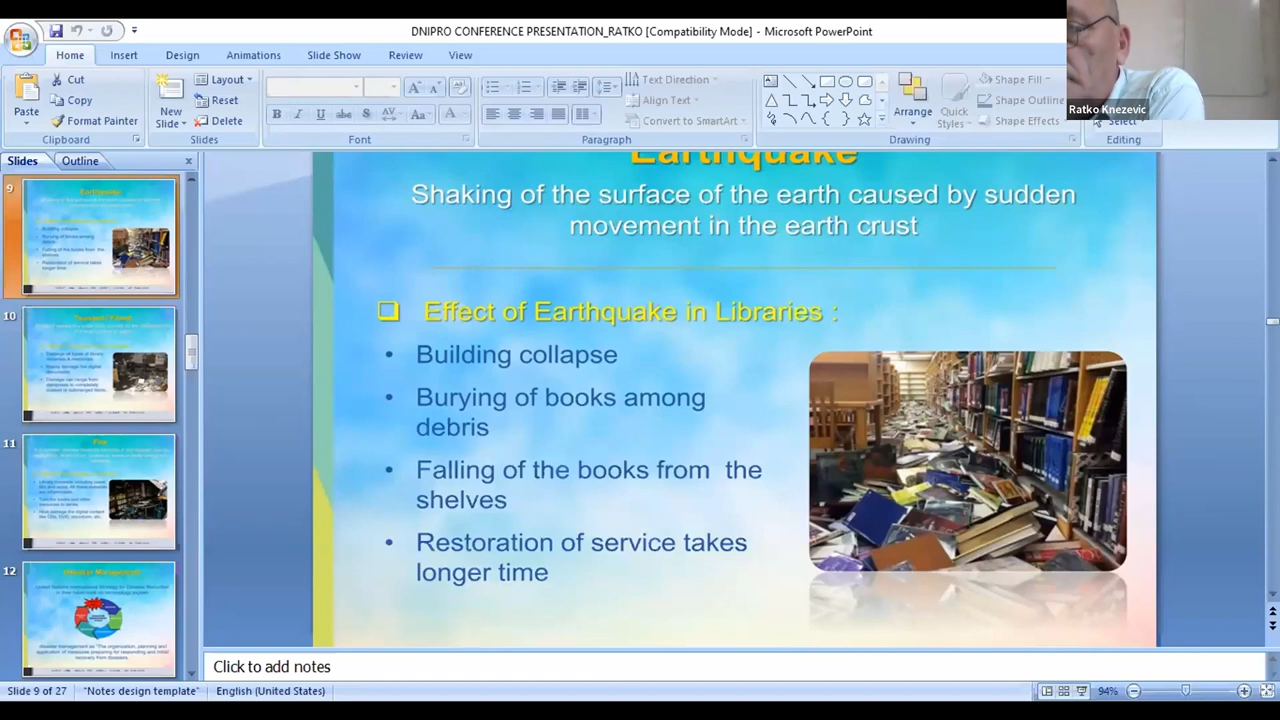 DNIPRO CONFERENCE PRESENTATION_RATKO [Compatibility Mode] - Microsoft PowerPoint
Home Insert Design Animations Slide Show Review View
Paste
Cut
Copy
Format Painter
Clipboard
New
Slide
Layout
Reset
Delete
Slides
Font
Text Direction
Align Text
Convert to SmartArt
Paragraph
Arrange
Quick
Styles
Shape Fill
Shape Outline
Shape Effects
Drawing
Ratko Knezevic
Select
Editing
Slides Outline
9
10
11
12
Earthquake
Shaking of the surface of the earth caused by sudden
movement in the earth crust
Effect of Earthquake in Libraries :
• Building collapse
• Burying of books among
debris
• Falling of the books from the
shelves
• Restoration of service takes
longer time
Click to add notes
Slide 9 of 27 "Notes design template" English (United States) 94%